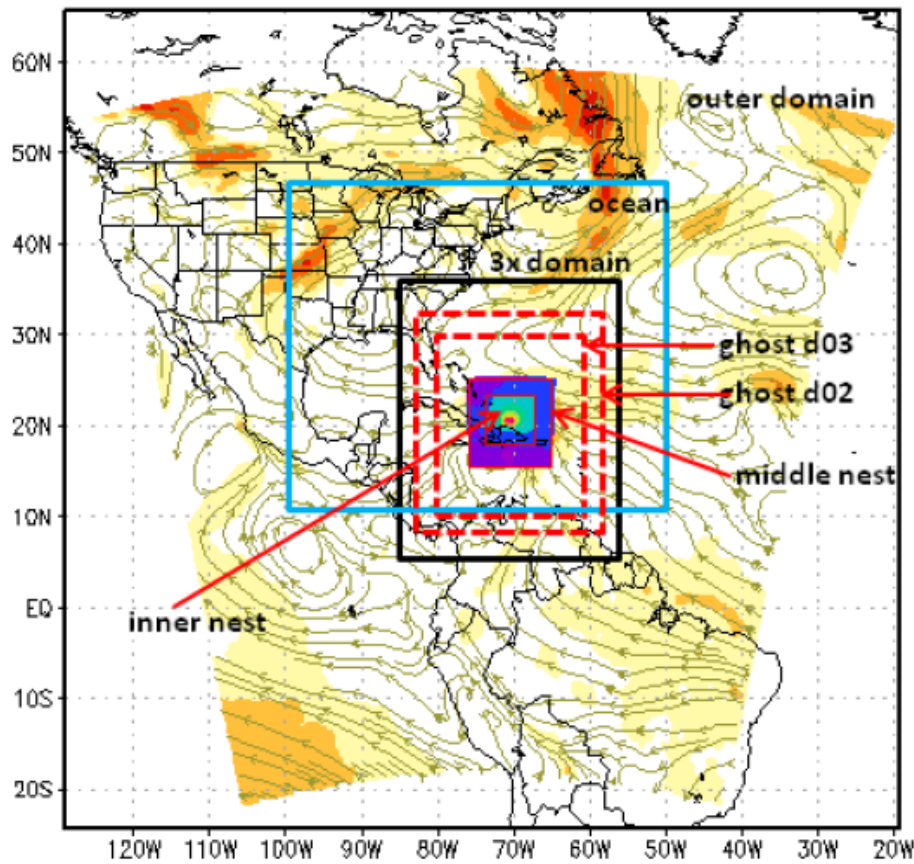 60N
outer domain
50N
ocean
40N
3x domain
30N
ghost d03
ghost d02
20N
middle nest
10N
EQ
inner nest
10S
20S
120W 110W 100W 90W 80W 70W 60W 50W 40W 30W 20W